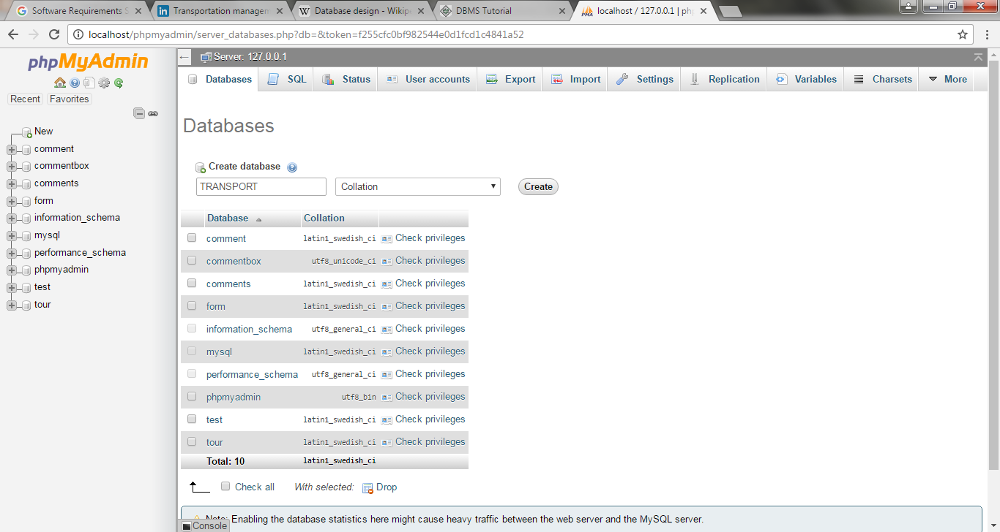 Software Requirements S
Transportation managem
Database design - Wikip
DBMS Tutorial
localhost / 127.0.0.1 | ph
localhost/phpmyadmin/server_databases.php?db=&token=f255cfc0bf982544e0d1fcd1c4841a52
phpMyAdmin
Recent Favorites
New
comment
commentbox
comments
form
information_schema
mysql
performance_schema
phpmyadmin
test
tour
Server: 127.0.0.1
Databases SQL Status User accounts Export Import Settings Replication Variables Charsets More
Databases
Create database
TRANSPORT Collation Create
Database Collation
comment latin1_swedish_ci Check privileges
commentbox utf8_unicode_ci Check privileges
comments latin1_swedish_ci Check privileges
form latin1_swedish_ci Check privileges
information_schema utf8_general_ci Check privileges
mysql latin1_swedish_ci Check privileges
performance_schema utf8_general_ci Check privileges
phpmyadmin utf8_bin Check privileges
test latin1_swedish_ci Check privileges
tour latin1_swedish_ci Check privileges
Total: 10 latin1_swedish_ci
Check all With selected: Drop
Note: Enabling the database statistics here might cause heavy traffic between the web server and the MySQL server.
Console